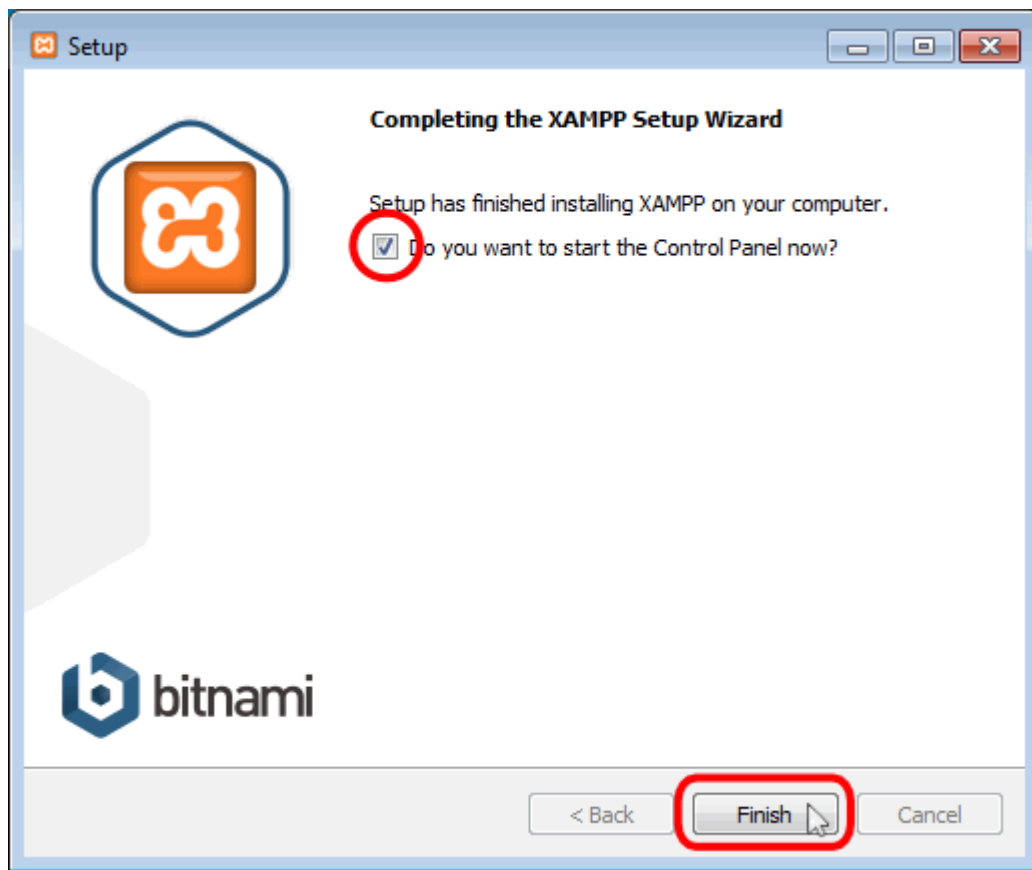 Setup
Completing the XAMPP Setup Wizard
Setup has finished installing XAMPP on your computer.
Do you want to start the Control Panel now?
bitnami
< Back
Finish
Cancel